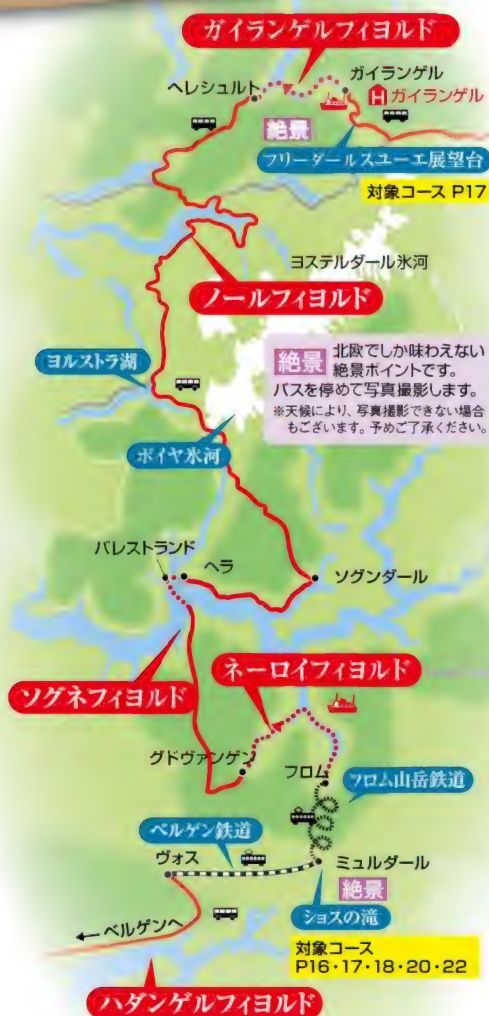 ガイランゲルフィヨルド
ヘレシュルト
ガイランゲル
H ガイランゲル
絶景
フリーダールスユーエ展望台
対象コース P17
ヨステルダール氷河
ノールフィヨルド
ヨルストラ湖
絶景 北欧でしか味わえない
絶景ポイントです。
バスを停めて写真撮影します。
※天候により、写真撮影できない場合
もございます。予めご了承ください。
ボイヤ氷河
バレストランド
ヘラ
ソグンダール
ソグネフィヨルド
ネーロイフィヨルド
グドヴァンゲン
フロム
フロム山岳鉄道
ベルゲン鉄道
ヴォス
ミュルダール
絶景
ショスの滝
←ベルゲンへ
対象コース
P16・17・18・20・22
ハダンゲルフィヨルド